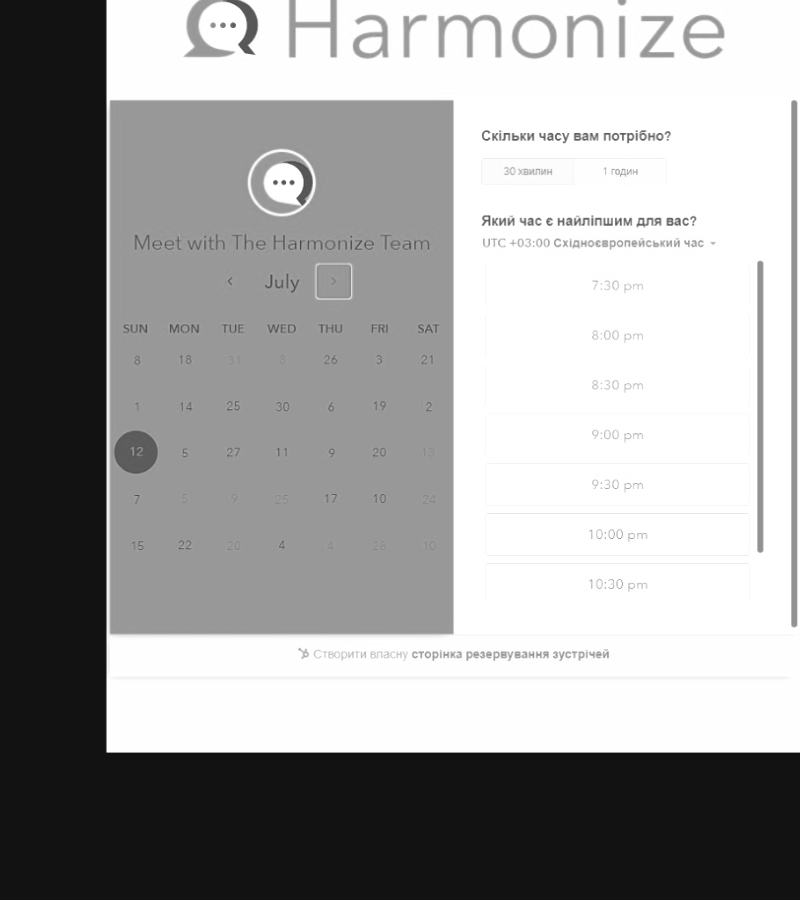 Harmonize
Meet with The Harmonize Team
July
SUN MON TUE WED THU FRI SAT
8 18 31 8 26 3 21
1 14 25 30 6 19 2
12 5 27 11 9 20 13
7 5 9 25 17 10 24
15 22 20 4 4 28 10
Скільки часу вам потрібно?
30 хвилин 1 годин
Який час є найліпшим для вас?
UTC +03:00 Східноєвропейський час
7:30 pm
8:00 pm
8:30 pm
9:00 pm
9:30 pm
10:00 pm
10:30 pm
Створити власну сторінка резервування зустрічей